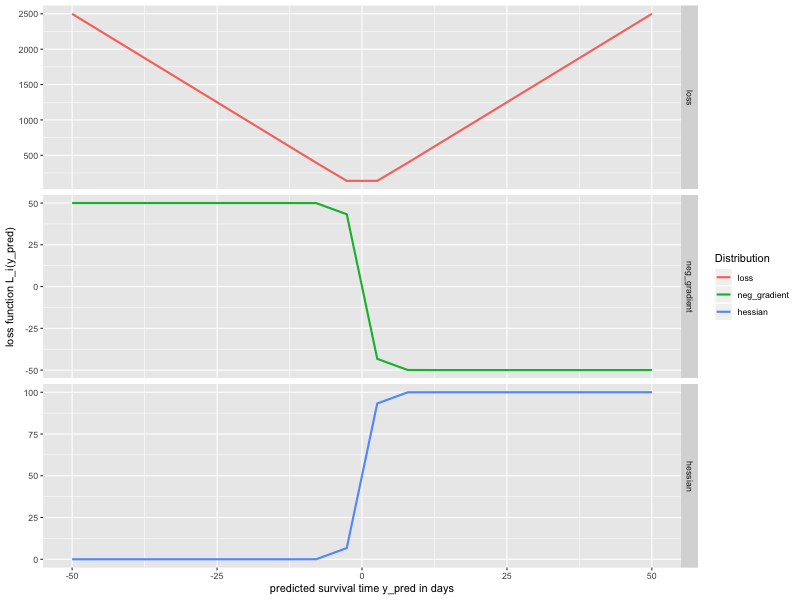 2500
2000
1500
1000
500
loss
50
25
0
-25
-50
neg_gradient
100
75
50
25
0
hessian
-50
-25
0
25
50
predicted survival time y_pred in days
loss function L_i(y_pred)
Distribution
loss
neg_gradient
hessian